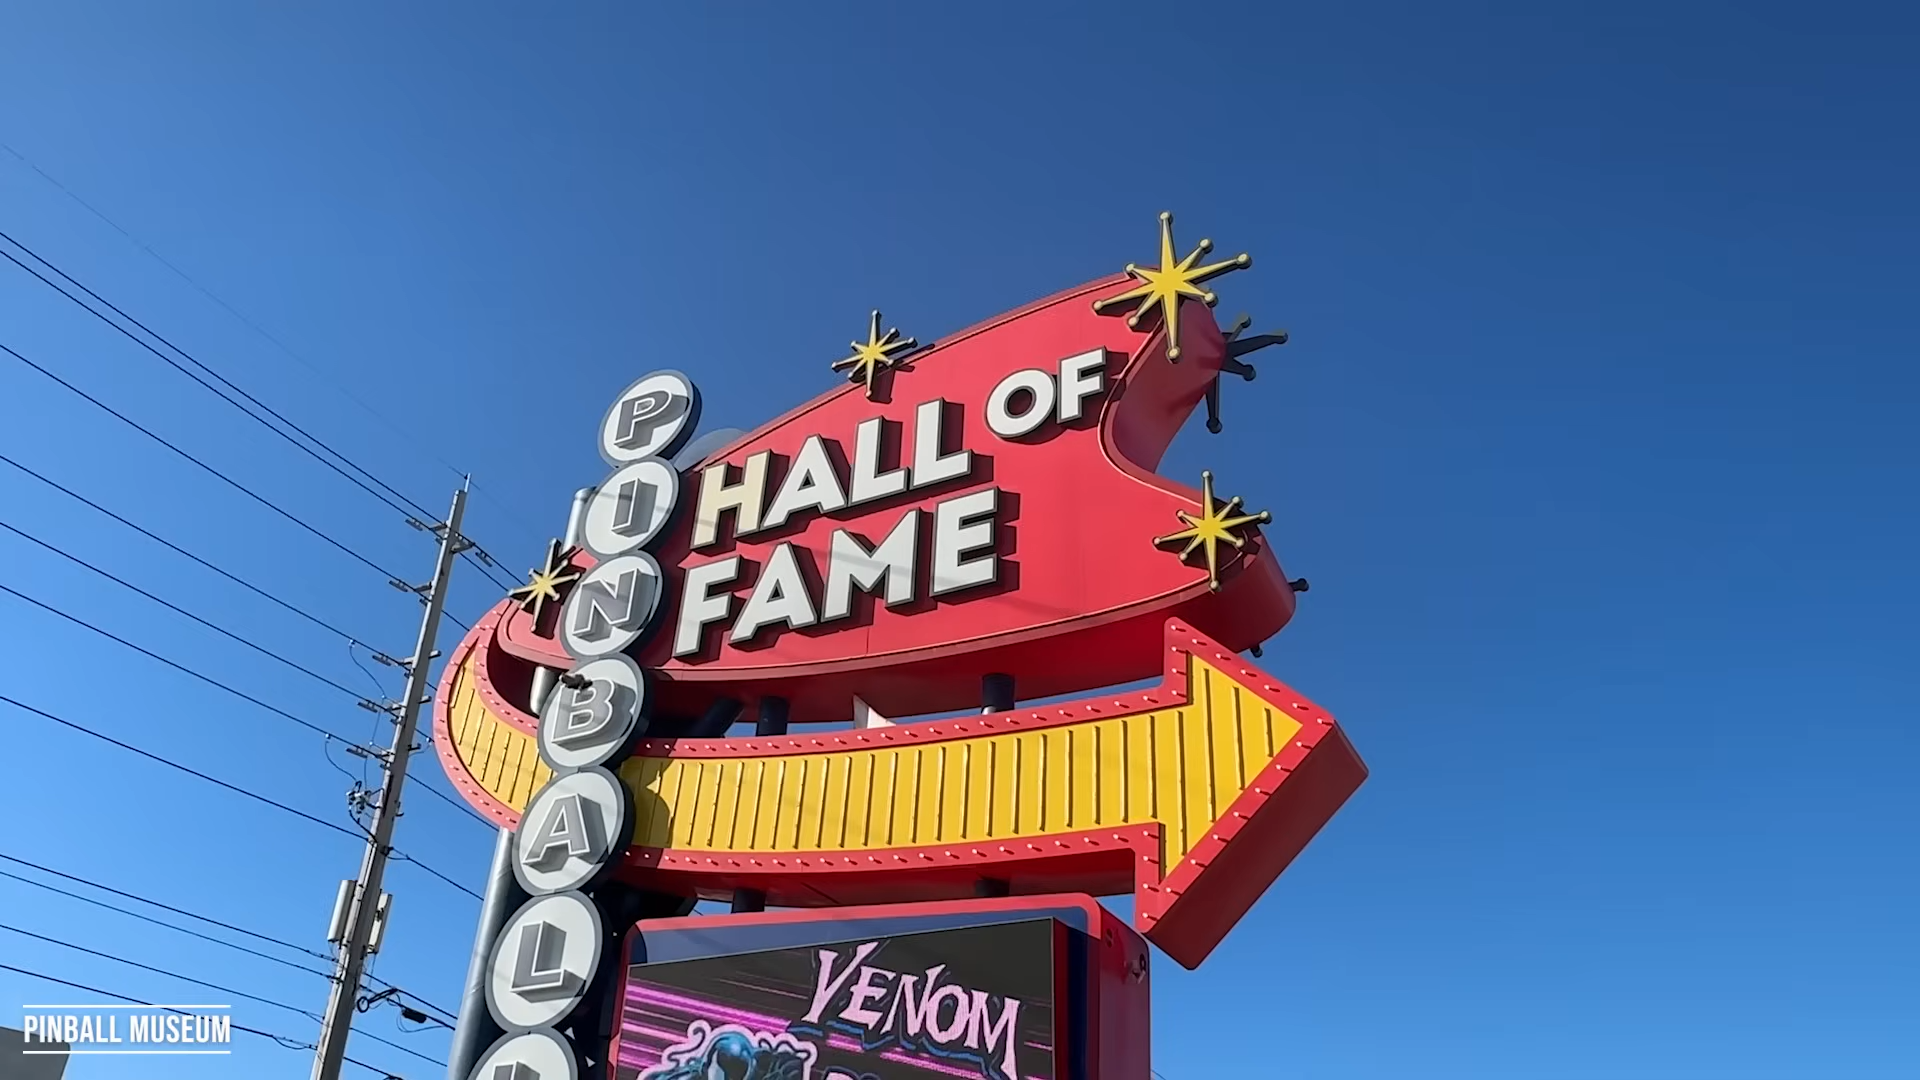 PINBALL
HALL OF
FAME
VENOM
PINBALL MUSEUM